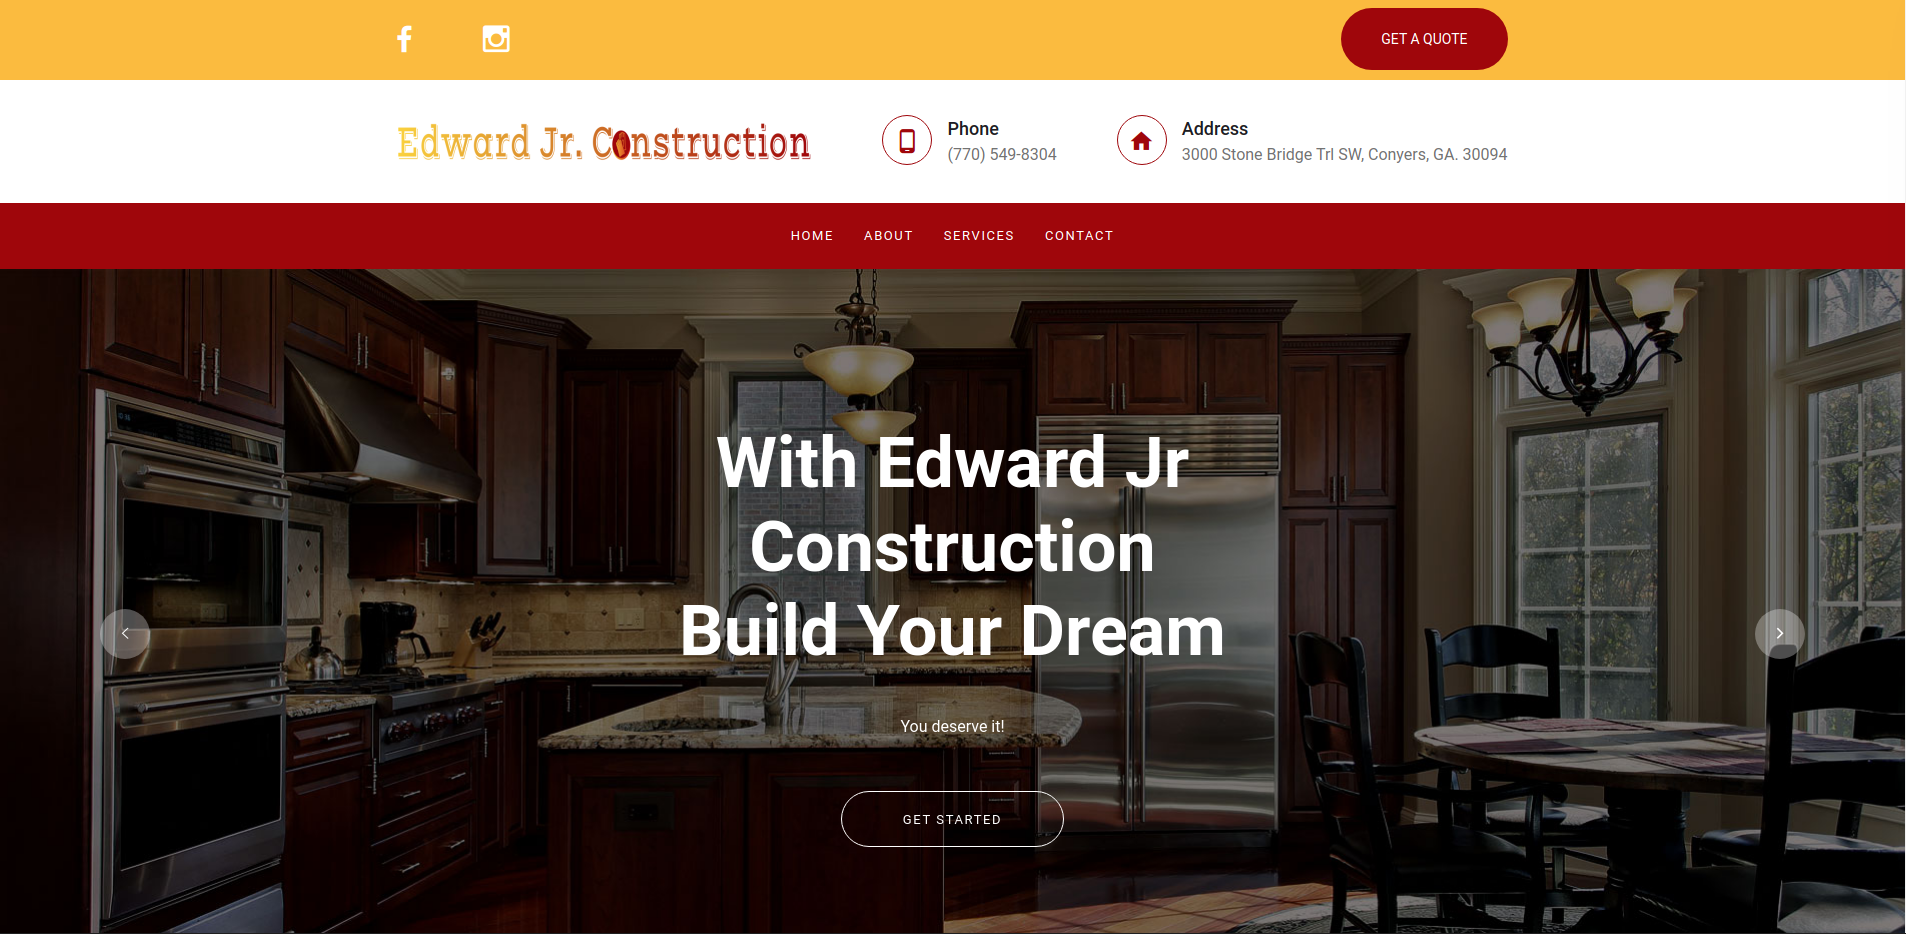 GET A QUOTE
Edward Jr. Construction
Phone
(770) 549-8304
Address
3000 Stone Bridge Trl SW, Conyers, GA. 30094
HOME ABOUT SERVICES CONTACT
With Edward Jr
Construction
Build Your Dream
You deserve it!
GET STARTED